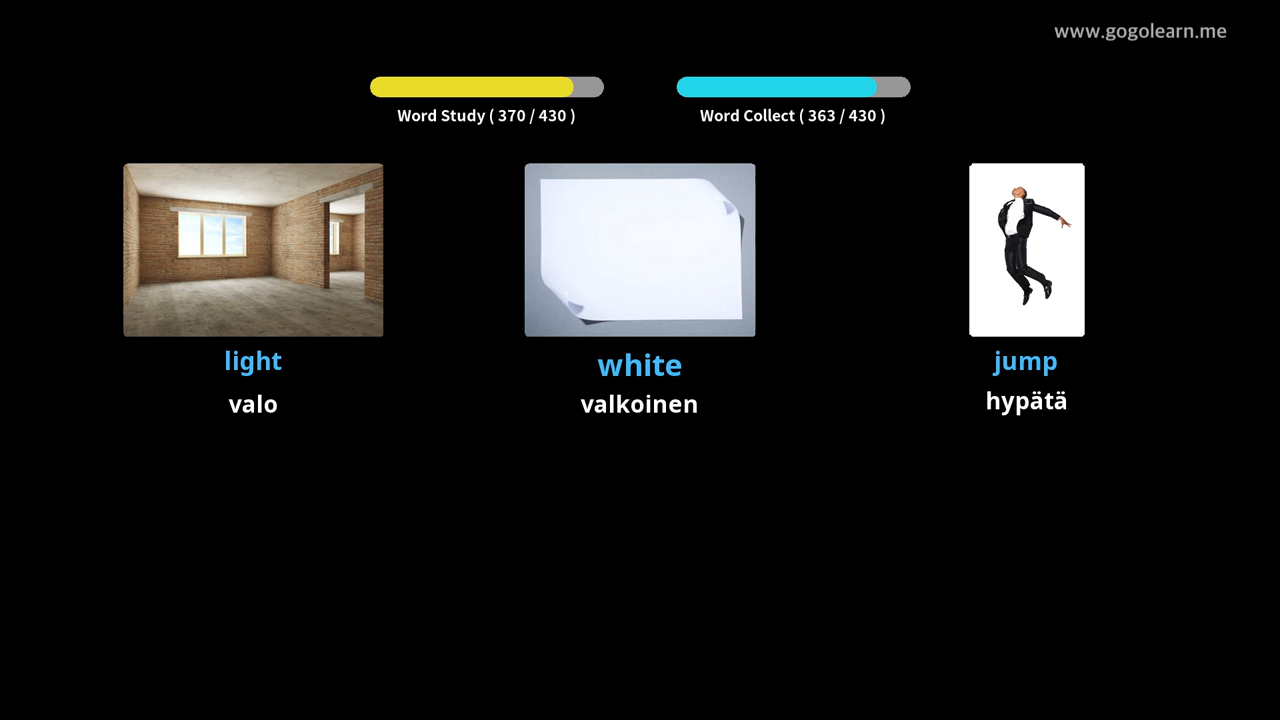 www.gogolearn.me
Word Study ( 370 / 430 )
Word Collect ( 363 / 430 )
light
white
jump
valo
valkoinen
hypätä